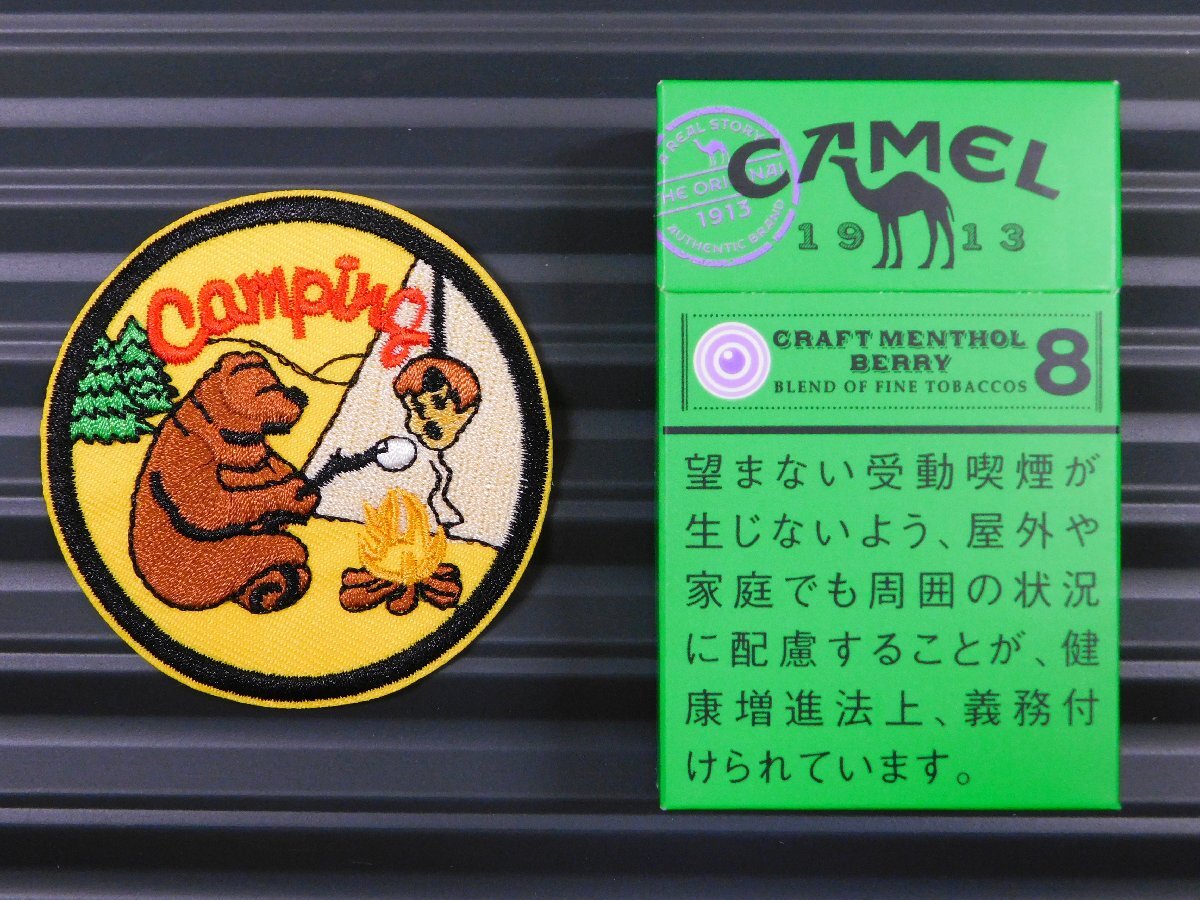 Camping
A REAL STORY
THE ORIGINAL
1913
AUTHENTIC BRAND
CAMEL
1913
CRAFT MENTHOL
BERRY
BLEND OF FINE TOBACCOS
8
望まない受動喫煙が
生じないよう、屋外や
家庭でも周囲の状況
に配慮することが、健
康増進法上、義務付
けられています。